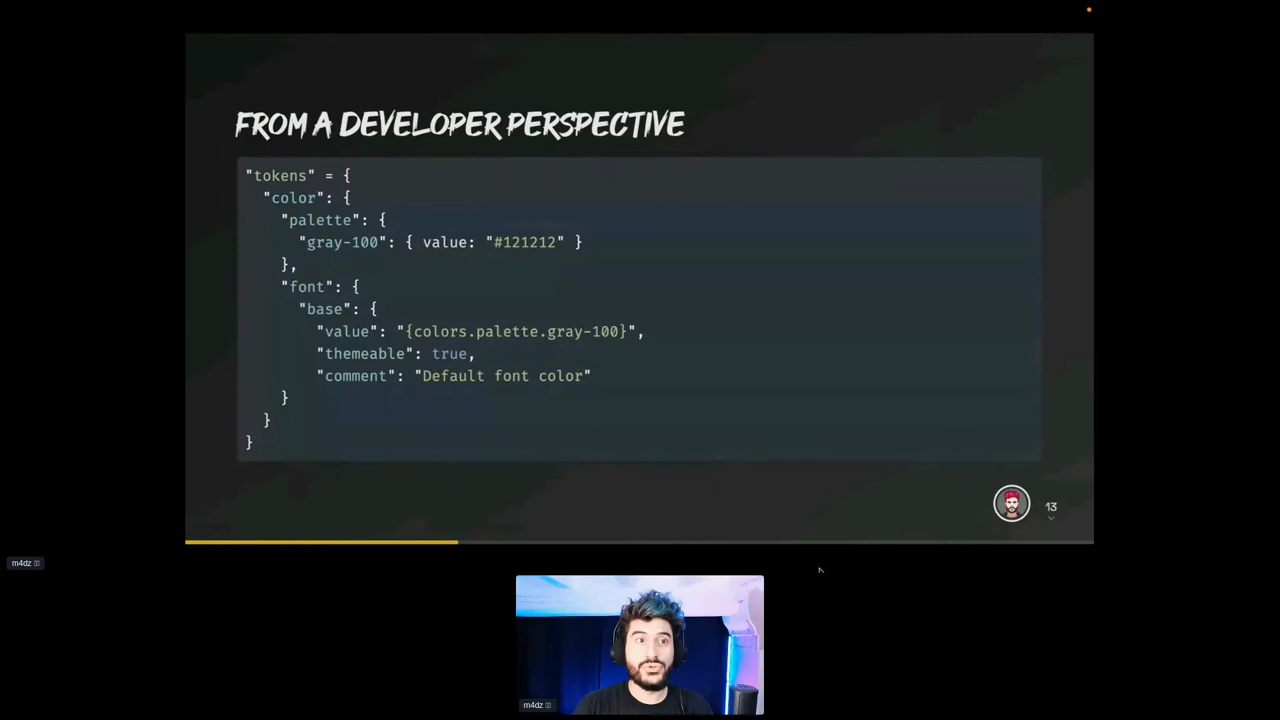 FROM A DEVELOPER PERSPECTIVE
"tokens" = {
"color": {
"palette": {
"gray-100": { value: "#121212" }
},
"font": {
"base": {
"value": "{colors.palette.gray-100}",
"themeable": true,
"comment": "Default font color"
}
}
}
13
m4dz
m4dz